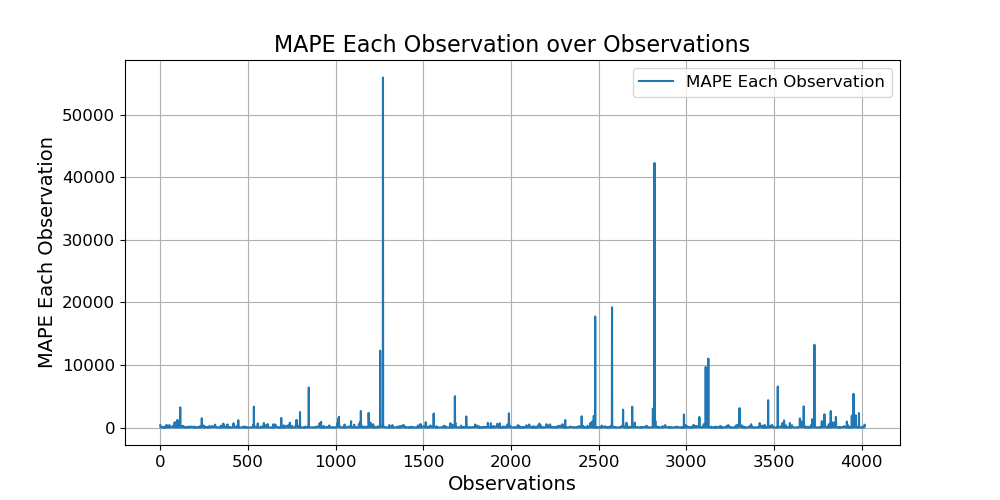 MAPE Each Observation over Observations
MAPE Each Observation
MAPE Each Observation
50000
40000
30000
20000
10000
0
0 500 1000 1500 2000 2500 3000 3500 4000
Observations